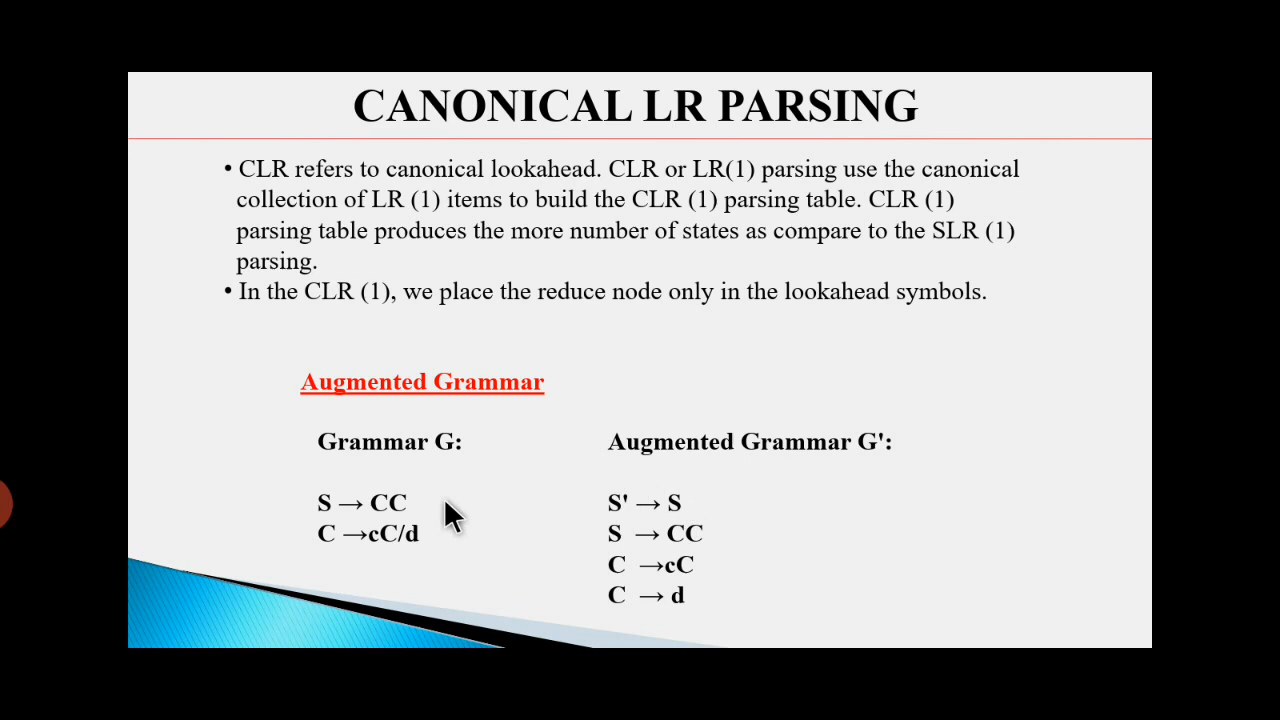 CANONICAL LR PARSING
• CLR refers to canonical lookahead. CLR or LR(1) parsing use the canonical
collection of LR (1) items to build the CLR (1) parsing table. CLR (1)
parsing table produces the more number of states as compare to the SLR (1)
parsing.
• In the CLR (1), we place the reduce node only in the lookahead symbols.
Augmented Grammar
Grammar G:
S → CC
C →cC/d
Augmented Grammar G':
S' → S
S → CC
C →cC
C → d